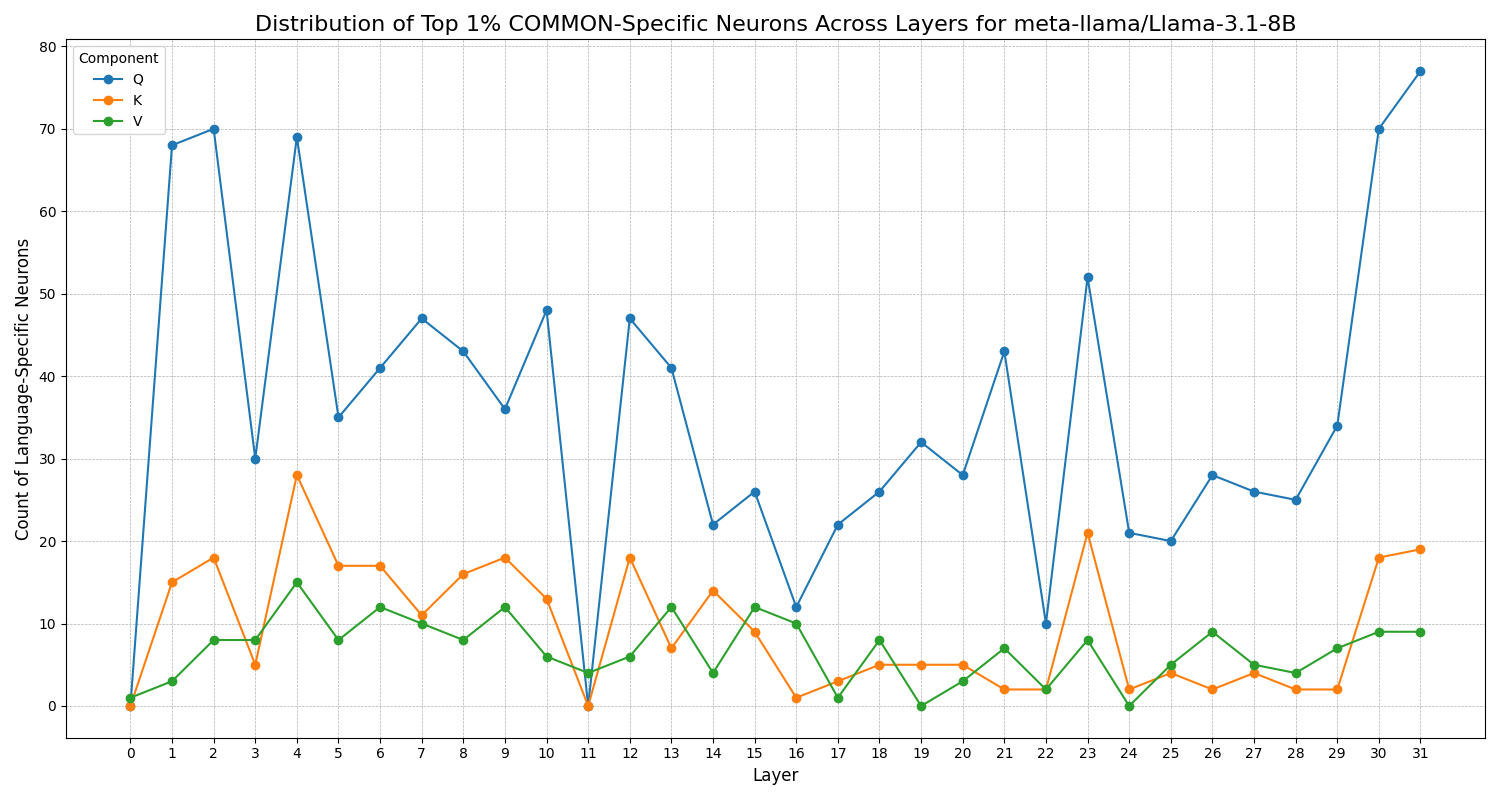 Distribution of Top 1% COMMON-Specific Neurons Across Layers for meta-llama/Llama-3.1-8B
Component
Q
K
V
Count of Language-Specific Neurons
80
70
60
50
40
30
20
10
0
0 1 2 3 4 5 6 7 8 9 10 11 12 13 14 15 16 17 18 19 20 21 22 23 24 25 26 27 28 29 30 31
Layer